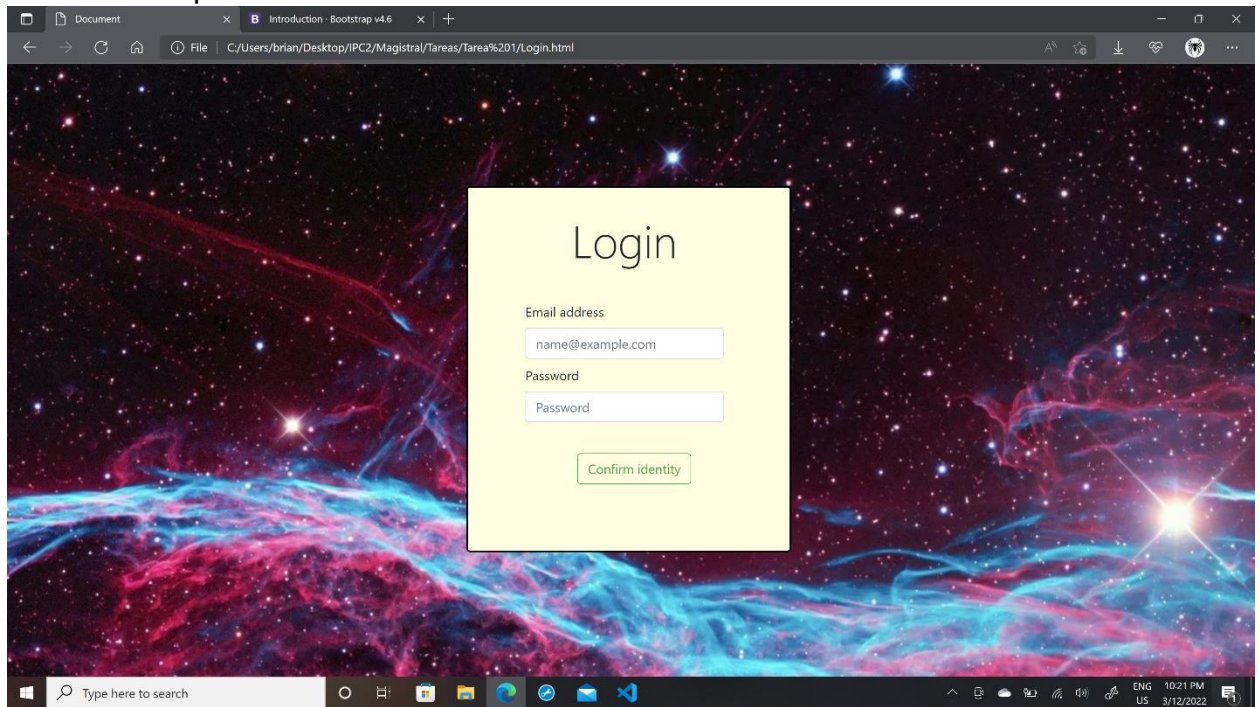 Document
Introduction · Bootstrap v4.6
File
C:/Users/brian/Desktop/IPC2/Magistral/Tareas/Tarea%201/Login.html
Login
Email address
name@example.com
Password
Password
Confirm identity
Type here to search
ENG 10:21 PM
US 3/12/2022